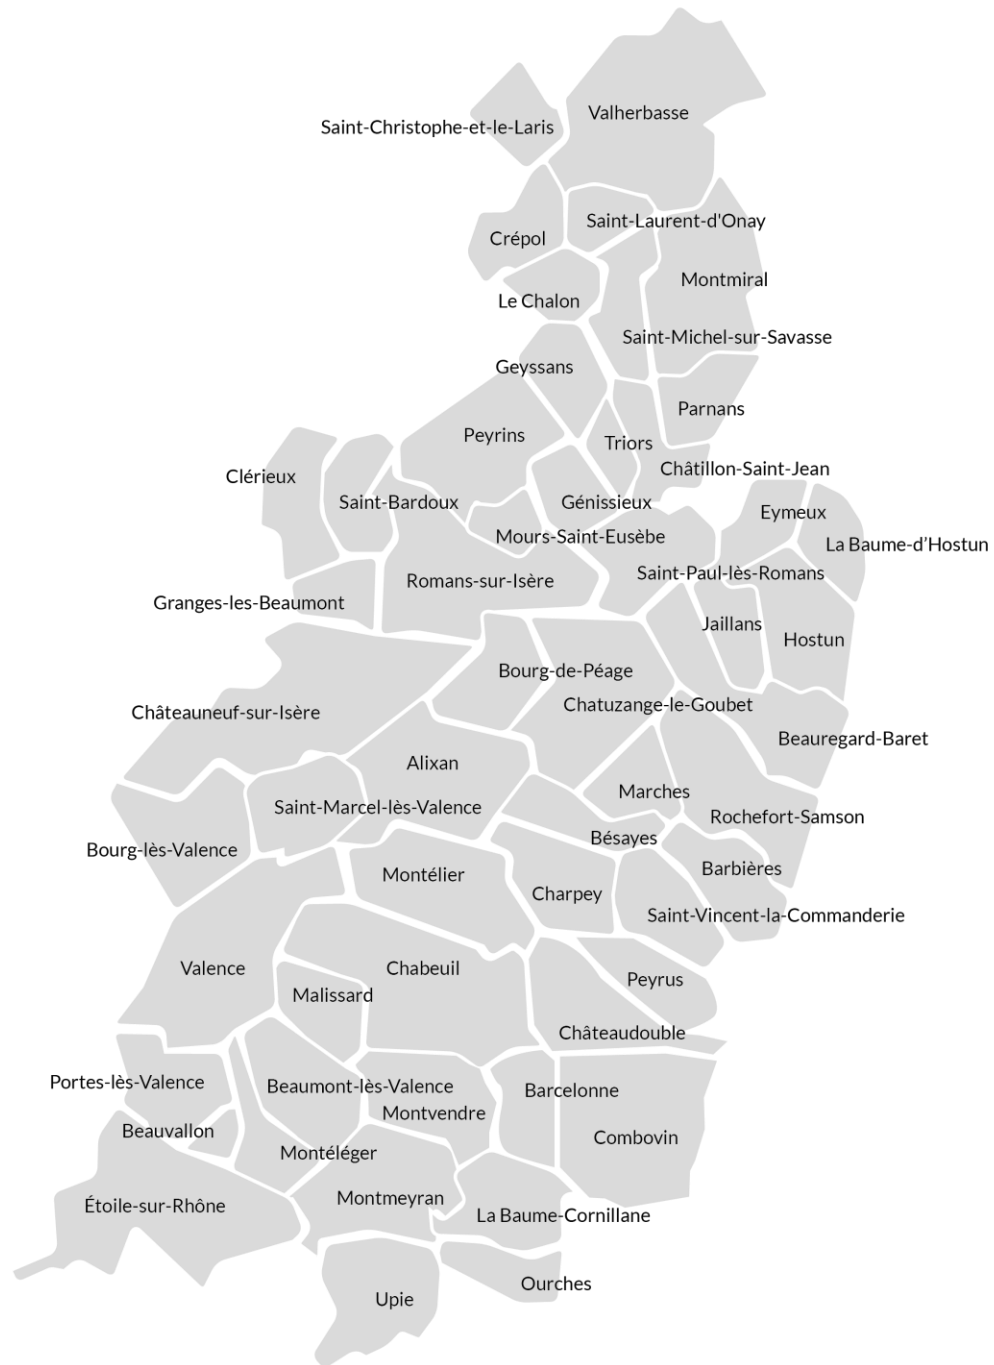 Valherbasse
Saint-Christophe-et-le-Laris
Saint-Laurent-d'Onay
Crépol
Montmiral
Le Chalon
Saint-Michel-sur-Savasse
Geyssans
Parnans
Peyrins
Triors
Châtillon-Saint-Jean
Clérieux
Saint-Bardoux
Génissieux
Eymeux
Mours-Saint-Eusèbe
La Baume-d’Hostun
Saint-Paul-lès-Romans
Romans-sur-Isère
Granges-les-Beaumont
Jaillans
Hostun
Bourg-de-Péage
Chatuzange-le-Goubet
Châteauneuf-sur-Isère
Beauregard-Baret
Alixan
Marches
Saint-Marcel-lès-Valence
Rochefort-Samson
Bésayes
Bourg-lès-Valence
Barbières
Montélier
Charpey
Saint-Vincent-la-Commanderie
Valence
Chabeuil
Peyrus
Malissard
Châteaudouble
Portes-lès-Valence
Beaumont-lès-Valence
Barcelonne
Montvendre
Beauvallon
Combovin
Montéléger
Montmeyran
Étoile-sur-Rhône
La Baume-Cornillane
Ourches
Upie